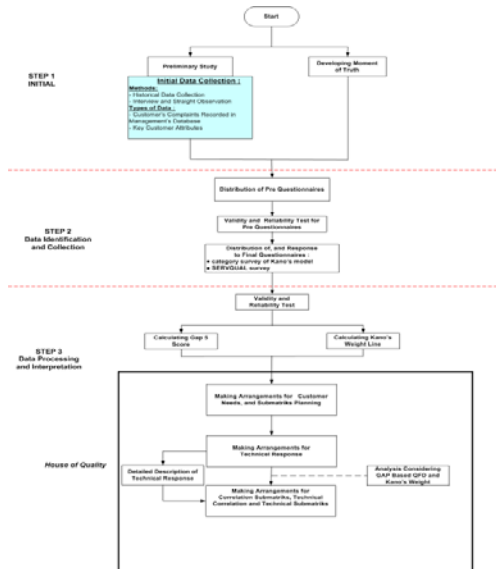 Start
Preliminary Study
Developing Moment
of Truth
STEP 1
INITIAL
Initial Data Collection :
Methods:
- Historical Data Collection
- Interview and Straight Observation
Types of Data :
- Customer's Complaints Recorded in
Management's Database
- Key Customer Attributes
Distribution of Pre Questionnaires
STEP 2
Data Identification
and Collection
Validity and Reliability Test for
Pre Questionnaires
Distribution of, and Response
to Final Questionnaires :
• category survey of Kano's model
• SERVQUAL survey
Validity and
Reliability Test
STEP 3
Data Processing
and Interpretation
Calculating Gap 5
Score
Calculating Kano's
Weight Line
Making Arrangements for Customer
Needs, and Submatriks Planning
House of Quality
Making Arrangements for
Technical Response
Detailed Description of
Technical Response
Analysis Considering
GAP Based QFD and
Kano's Weight
Making Arrangements for
Correlation Submatriks, Technical
Correlation and Technical Submatriks